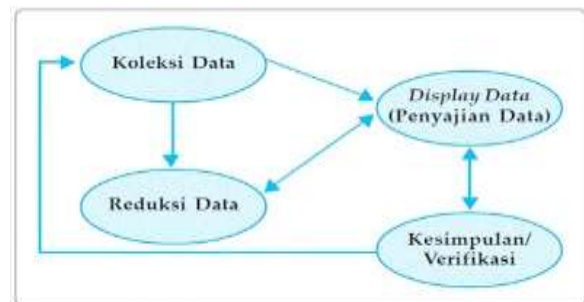 Koleksi Data
Display Data
(Penyajian Data)
Reduksi Data
Kesimpulan/
Verifikasi